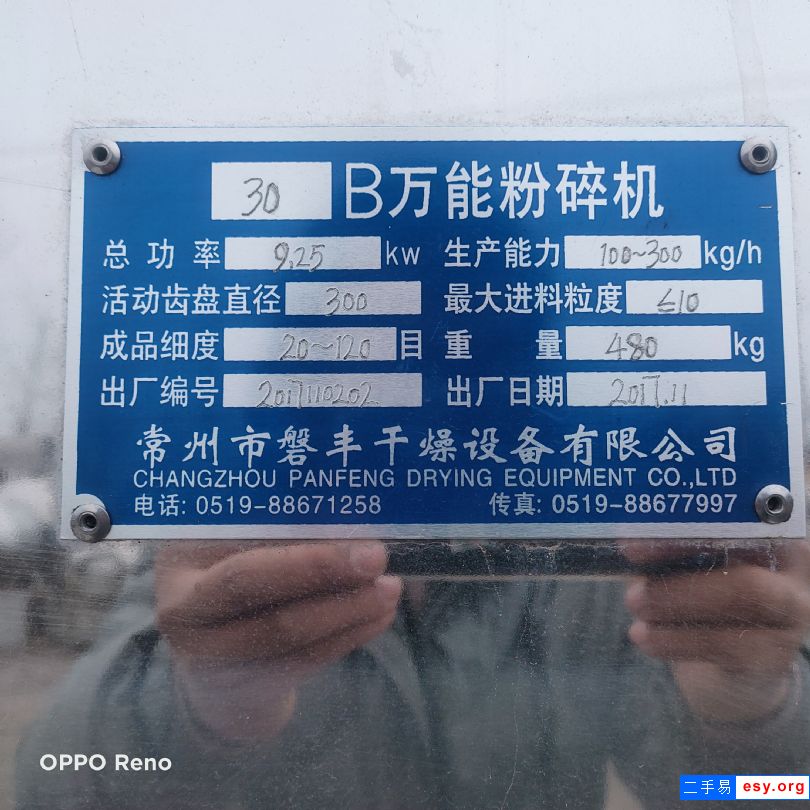 30 B万能粉碎机
总功率 9.25 kw 生产能力 100~300 kg/h
活动齿盘直径 300 最大进料粒度 ≤10
成品细度 20~120 目 重量 480 kg
出厂编号 2017110202 出厂日期 2017.11
常州市磐丰干燥设备有限公司
CHANGZHOU PANFENG DRYING EQUIPMENT CO.,LTD
电话: 0519-88671258 传真: 0519-88677997
OPPO Reno
二手易 esy.org